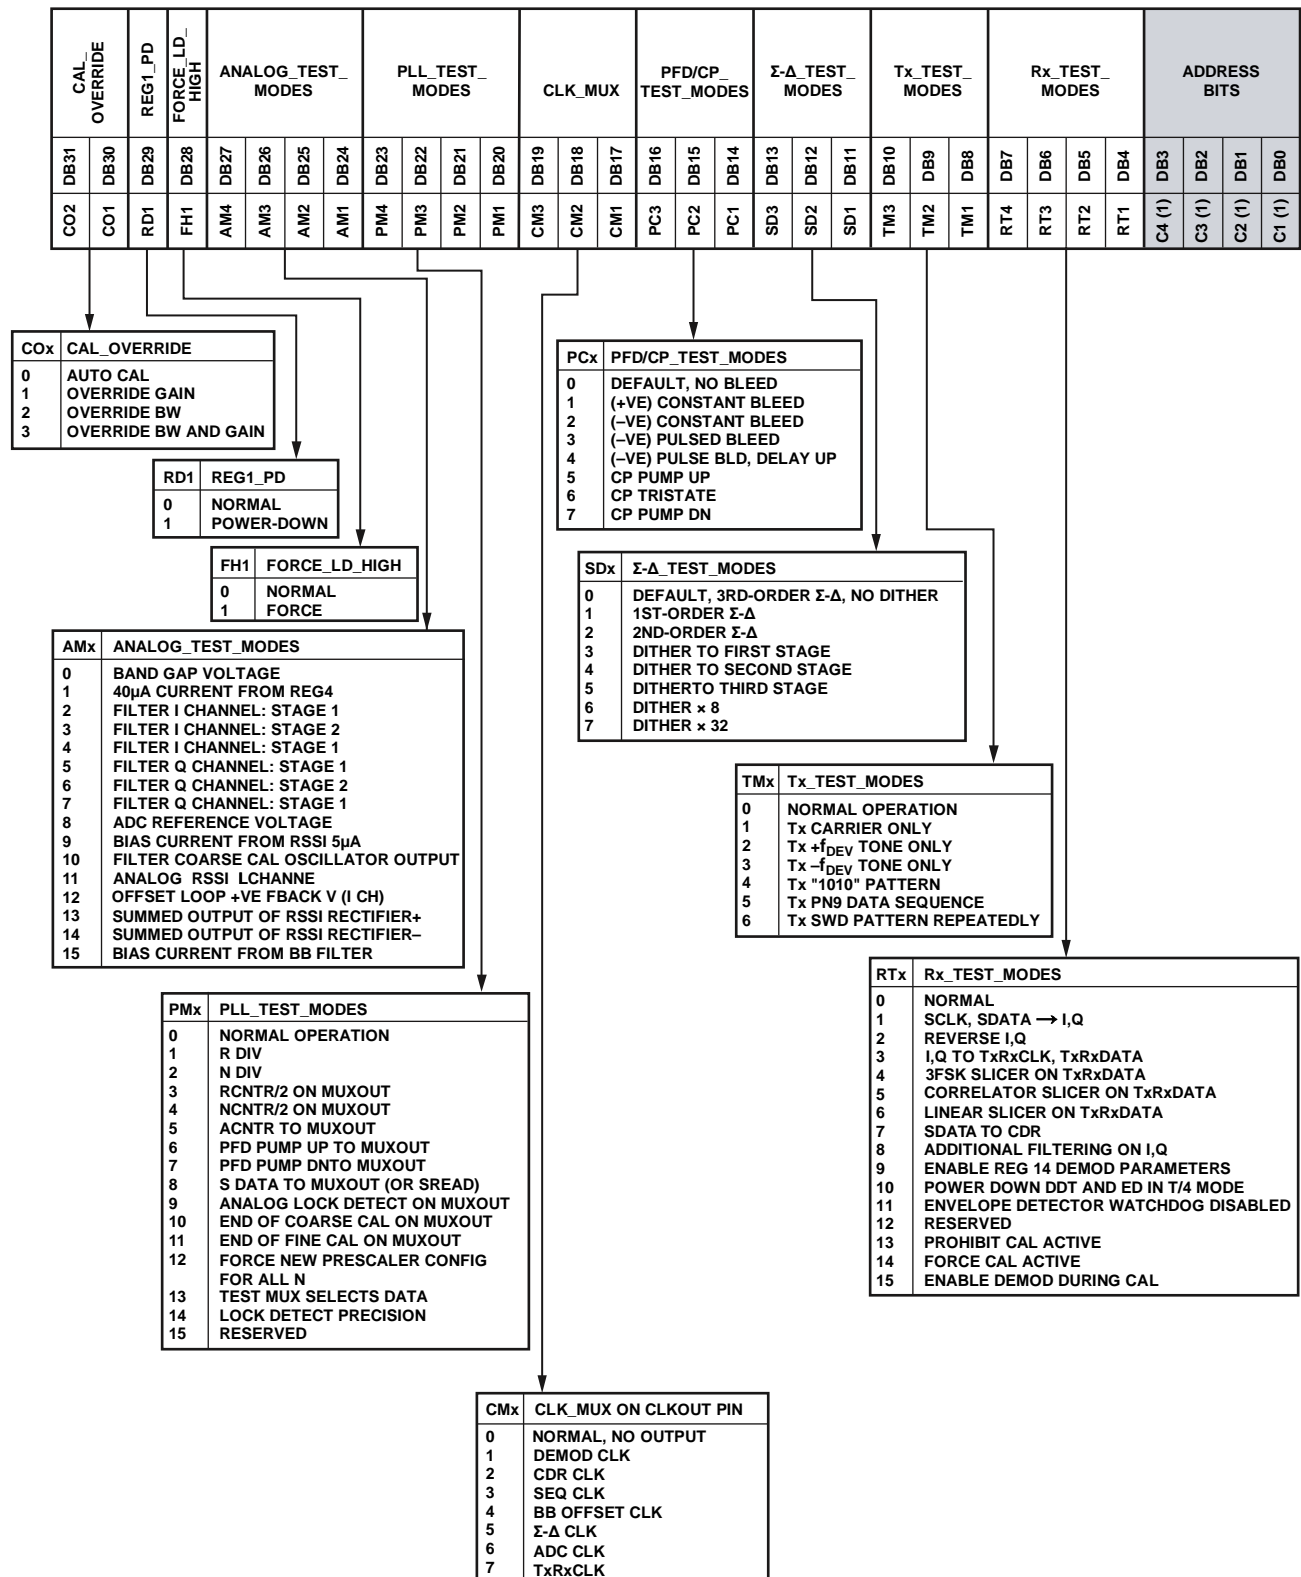 CAL_
OVERRIDE
REG1_PD
FORCE_LD_
HIGH
ANALOG_TEST_
MODES
PLL_TEST_
MODES
CLK_MUX
PFD/CP_
TEST_MODES
Σ-Δ_TEST_
MODES
Tx_TEST_
MODES
Rx_TEST_
MODES
ADDRESS
BITS
DB31 DB30 DB29 DB28 DB27 DB26 DB25 DB24 DB23 DB22 DB21 DB20 DB19 DB18 DB17 DB16 DB15 DB14 DB13 DB12 DB11 DB10 DB9 DB8 DB7 DB6 DB5 DB4 DB3 DB2 DB1 DB0
CO2 CO1 RD1 FH1 AM4 AM3 AM2 AM1 PM4 PM3 PM2 PM1 CM3 CM2 CM1 PC3 PC2 PC1 SD3 SD2 SD1 TM3 TM2 TM1 RT4 RT3 RT2 RT1 C4 (1) C3 (1) C2 (1) C1 (1)
COx CAL_OVERRIDE
0 AUTO CAL
1 OVERRIDE GAIN
2 OVERRIDE BW
3 OVERRIDE BW AND GAIN
RD1 REG1_PD
0 NORMAL
1 POWER-DOWN
FH1 FORCE_LD_HIGH
0 NORMAL
1 FORCE
AMx ANALOG_TEST_MODES
0 BAND GAP VOLTAGE
1 40µA CURRENT FROM REG4
2 FILTER I CHANNEL: STAGE 1
3 FILTER I CHANNEL: STAGE 2
4 FILTER I CHANNEL: STAGE 1
5 FILTER Q CHANNEL: STAGE 1
6 FILTER Q CHANNEL: STAGE 2
7 FILTER Q CHANNEL: STAGE 1
8 ADC REFERENCE VOLTAGE
9 BIAS CURRENT FROM RSSI 5µA
10 FILTER COARSE CAL OSCILLATOR OUTPUT
11 ANALOG RSSI I CHANNE
12 OFFSET LOOP +VE FBACK V (I CH)
13 SUMMED OUTPUT OF RSSI RECTIFIER+
14 SUMMED OUTPUT OF RSSI RECTIFIER–
15 BIAS CURRENT FROM BB FILTER
PMx PLL_TEST_MODES
0 NORMAL OPERATION
1 R DIV
2 N DIV
3 RCNTR/2 ON MUXOUT
4 NCNTR/2 ON MUXOUT
5 ACNTR TO MUXOUT
6 PFD PUMP UP TO MUXOUT
7 PFD PUMP DNTO MUXOUT
8 S DATA TO MUXOUT (OR SREAD)
9 ANALOG LOCK DETECT ON MUXOUT
10 END OF COARSE CAL ON MUXOUT
11 END OF FINE CAL ON MUXOUT
12 FORCE NEW PRESCALER CONFIG
FOR ALL N
13 TEST MUX SELECTS DATA
14 LOCK DETECT PRECISION
15 RESERVED
CMx CLK_MUX ON CLKOUT PIN
0 NORMAL, NO OUTPUT
1 DEMOD CLK
2 CDR CLK
3 SEQ CLK
4 BB OFFSET CLK
5 Σ-Δ CLK
6 ADC CLK
7 TxRxCLK
PCx PFD/CP_TEST_MODES
0 DEFAULT, NO BLEED
1 (+VE) CONSTANT BLEED
2 (–VE) CONSTANT BLEED
3 (–VE) PULSED BLEED
4 (–VE) PULSE BLD, DELAY UP
5 CP PUMP UP
6 CP TRISTATE
7 CP PUMP DN
SDx Σ-Δ_TEST_MODES
0 DEFAULT, 3RD-ORDER Σ-Δ, NO DITHER
1 1ST-ORDER Σ-Δ
2 2ND-ORDER Σ-Δ
3 DITHER TO FIRST STAGE
4 DITHER TO SECOND STAGE
5 DITHERTO THIRD STAGE
6 DITHER × 8
7 DITHER × 32
TMx Tx_TEST_MODES
0 NORMAL OPERATION
1 Tx CARRIER ONLY
2 Tx +fDEV TONE ONLY
3 Tx –fDEV TONE ONLY
4 Tx "1010" PATTERN
5 Tx PN9 DATA SEQUENCE
6 Tx SWD PATTERN REPEATEDLY
RTx Rx_TEST_MODES
0 NORMAL
1 SCLK, SDATA → I,Q
2 REVERSE I,Q
3 I,Q TO TxRxCLK, TxRxDATA
4 3FSK SLICER ON TxRxDATA
5 CORRELATOR SLICER ON TxRxDATA
6 LINEAR SLICER ON TxRxDATA
7 SDATA TO CDR
8 ADDITIONAL FILTERING ON I,Q
9 ENABLE REG 14 DEMOD PARAMETERS
10 POWER DOWN DDT AND ED IN T/4 MODE
11 ENVELOPE DETECTOR WATCHDOG DISABLED
12 RESERVED
13 PROHIBIT CAL ACTIVE
14 FORCE CAL ACTIVE
15 ENABLE DEMOD DURING CAL